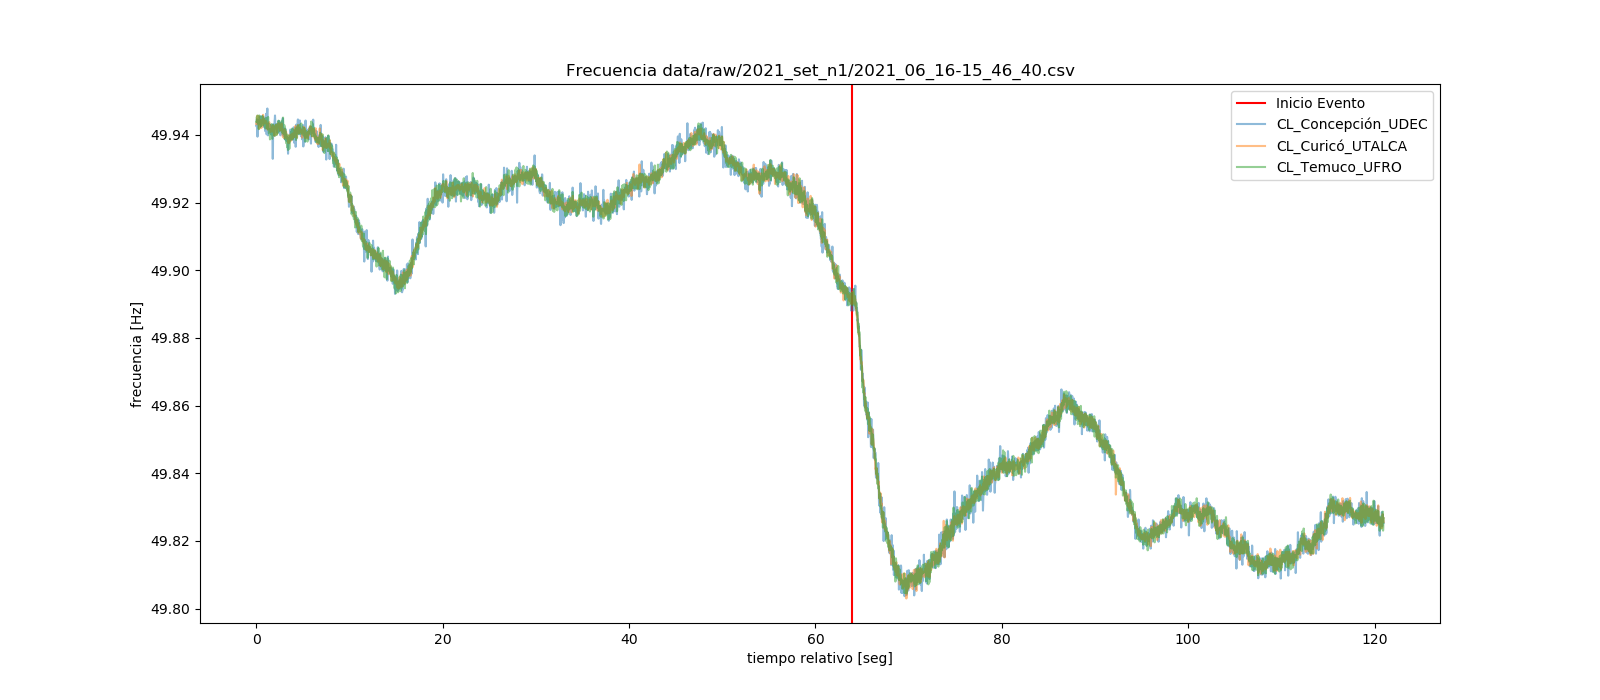 Frecuencia data/raw/2021_set_n1/2021_06_16-15_46_40.csv
Inicio Evento
CL_Concepción_UDEC
CL_Curicó_UTALCA
CL_Temuco_UFRO
frecuencia [Hz]
49.94
49.92
49.90
49.88
49.86
49.84
49.82
49.80
0 20 40 60 80 100 120
tiempo relativo [seg]